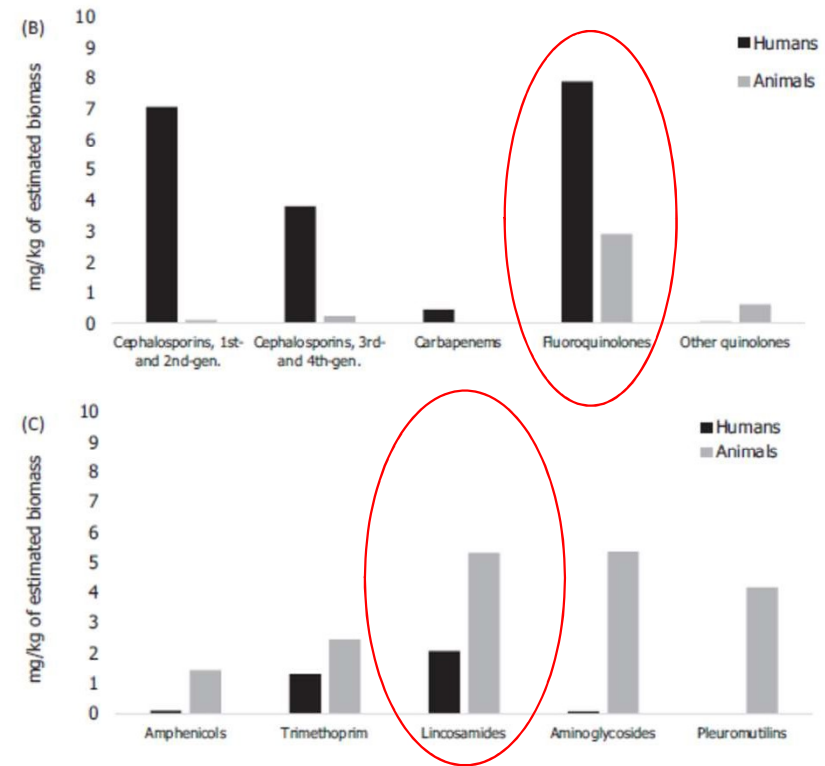 (B)
mg/kg of estimated biomass
10
9
8
7
6
5
4
3
2
1
0
Humans
Animals
Cephalosporins, 1st-
and 2nd-gen.
Cephalosporins, 3rd-
and 4th-gen.
Carbapenems
Fluoroquinolones
Other quinolones
(C)
mg/kg of estimated biomass
10
9
8
7
6
5
4
3
2
1
0
Humans
Animals
Amphenicols
Trimethoprim
Lincosamides
Aminoglycosides
Pleuromutilins